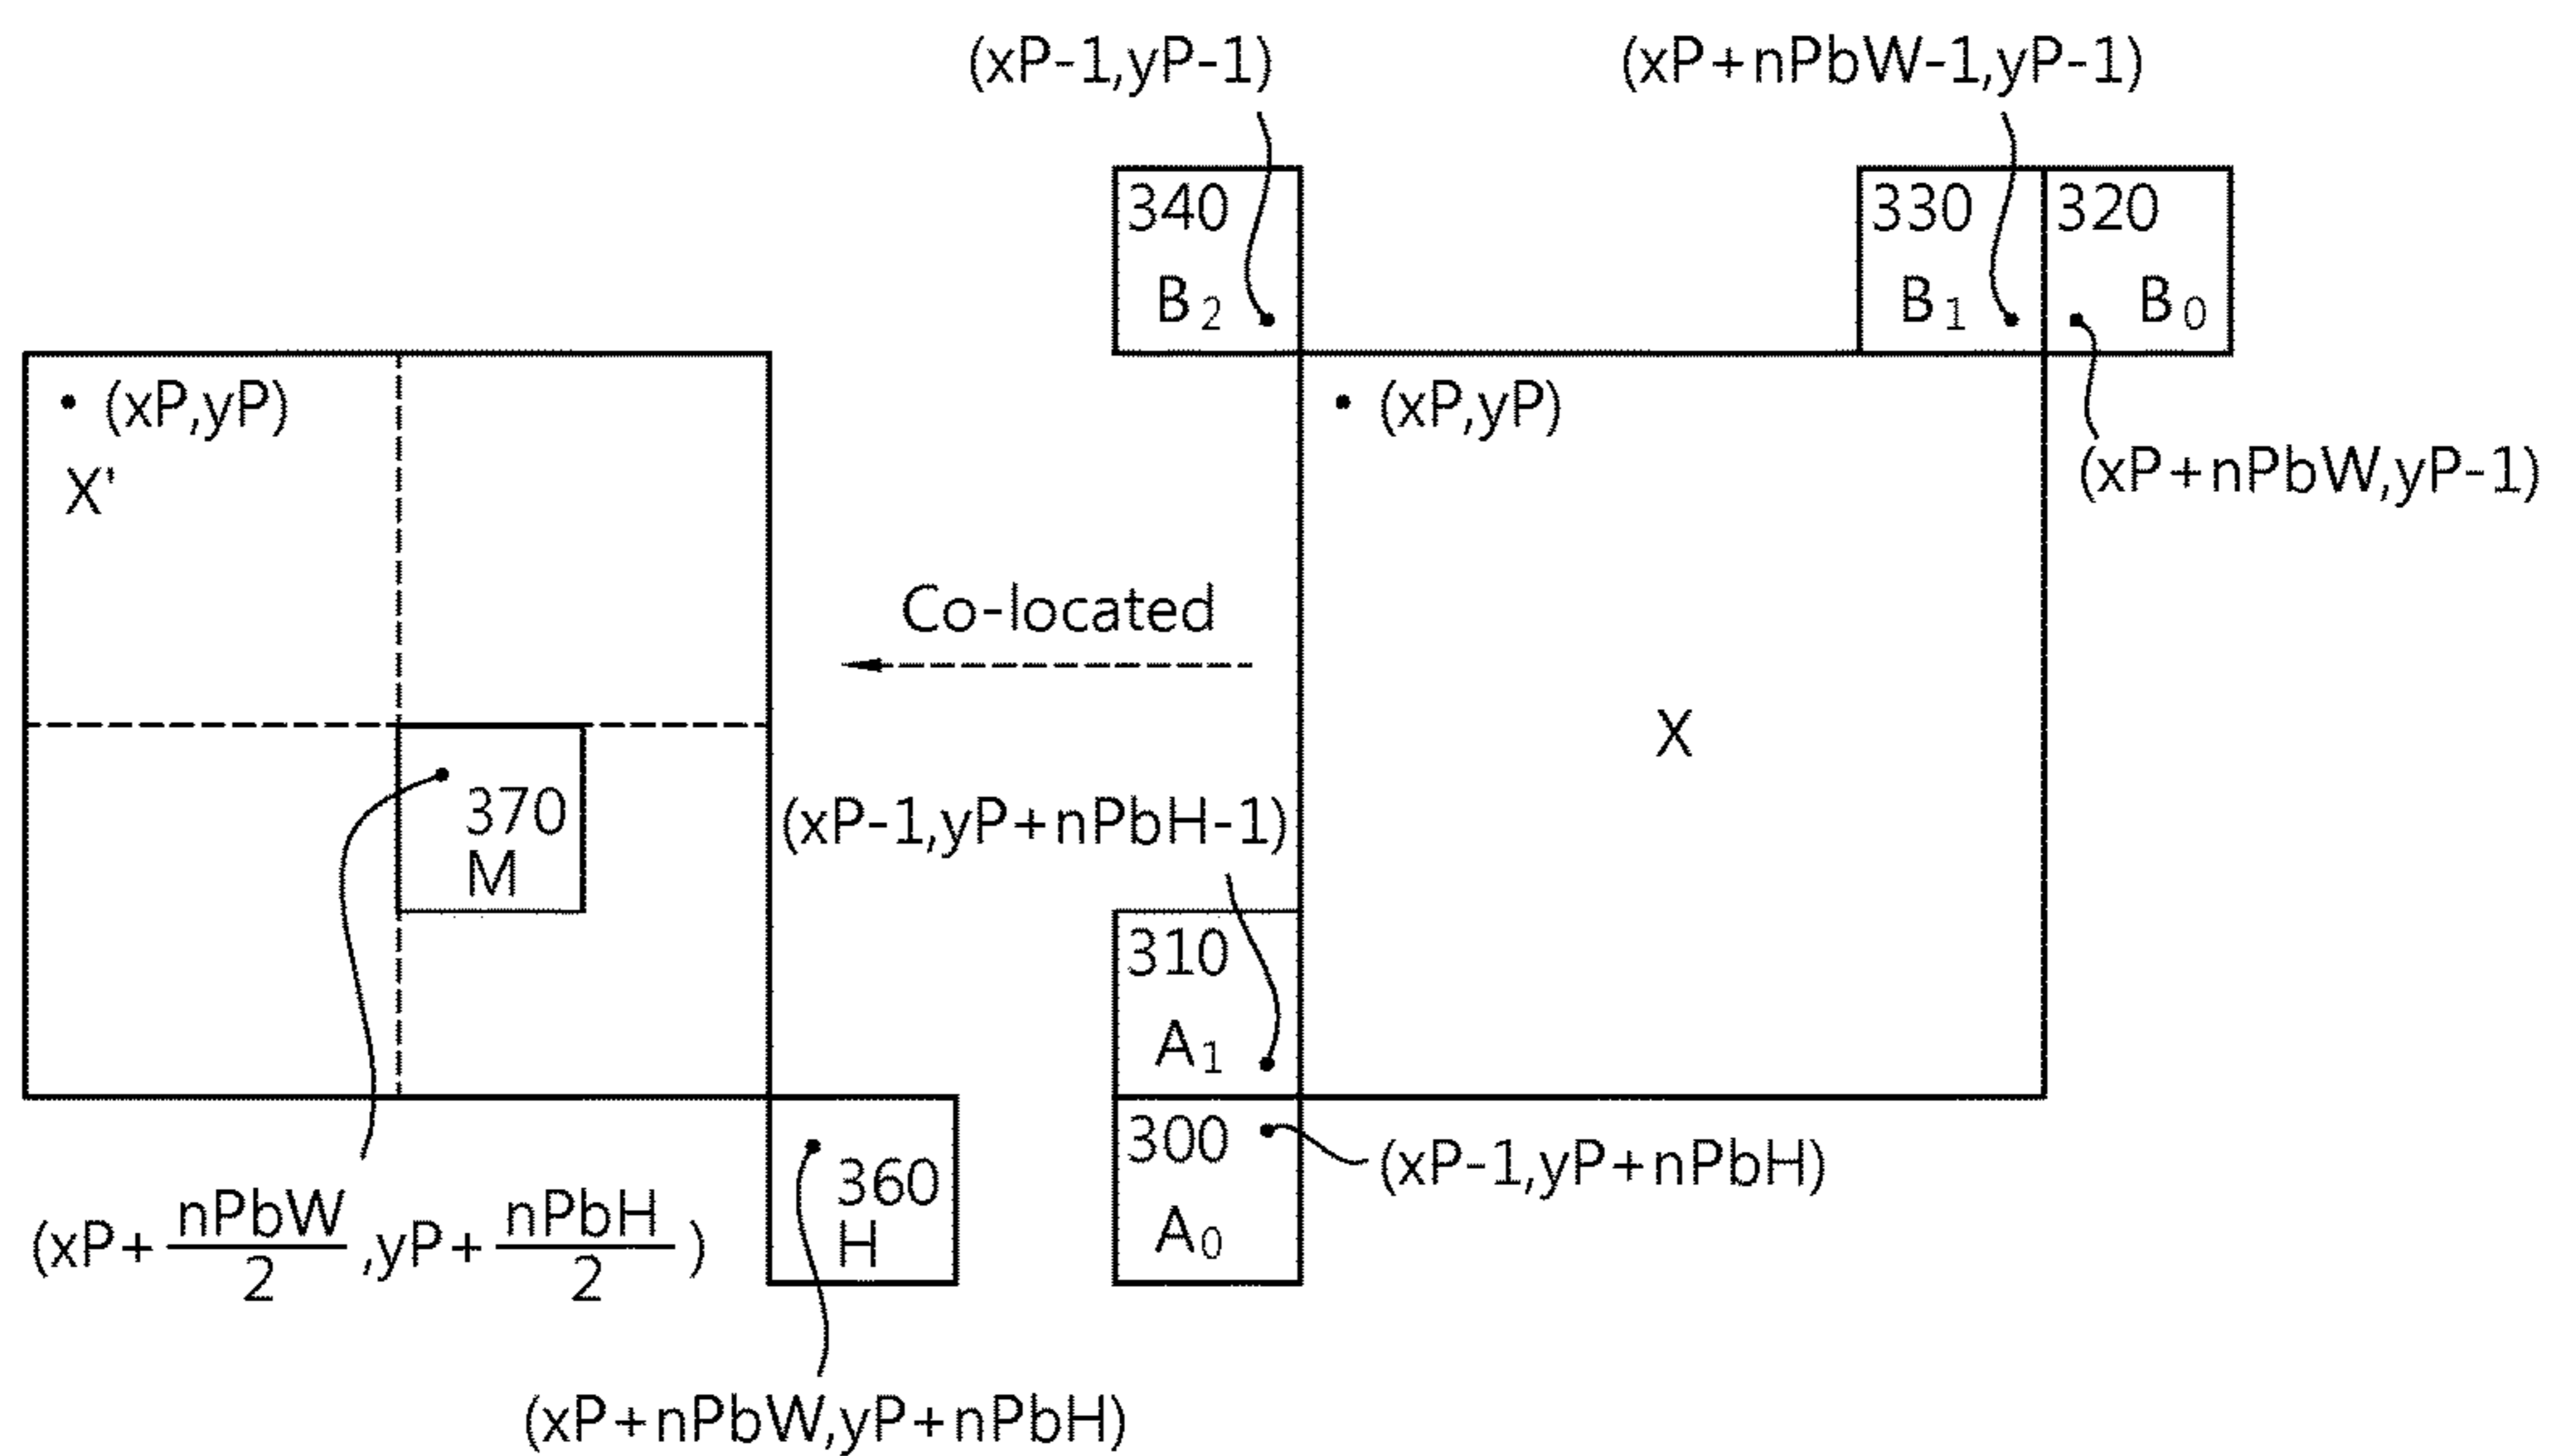 (xP-1,yP-1)
(xP+nPbW-1,yP-1)
340
B₂
330
B₁
320
B₀
(xP,yP)
X'
(xP,yP)
(xP+nPbW,yP-1)
Co-located
X
370
M
(xP-1,yP+nPbH-1)
310
A₁
300
A₀
(xP-1,yP+nPbH)
360
H
(xP+nPbW/2,yP+nPbH/2)
(xP+nPbW,yP+nPbH)